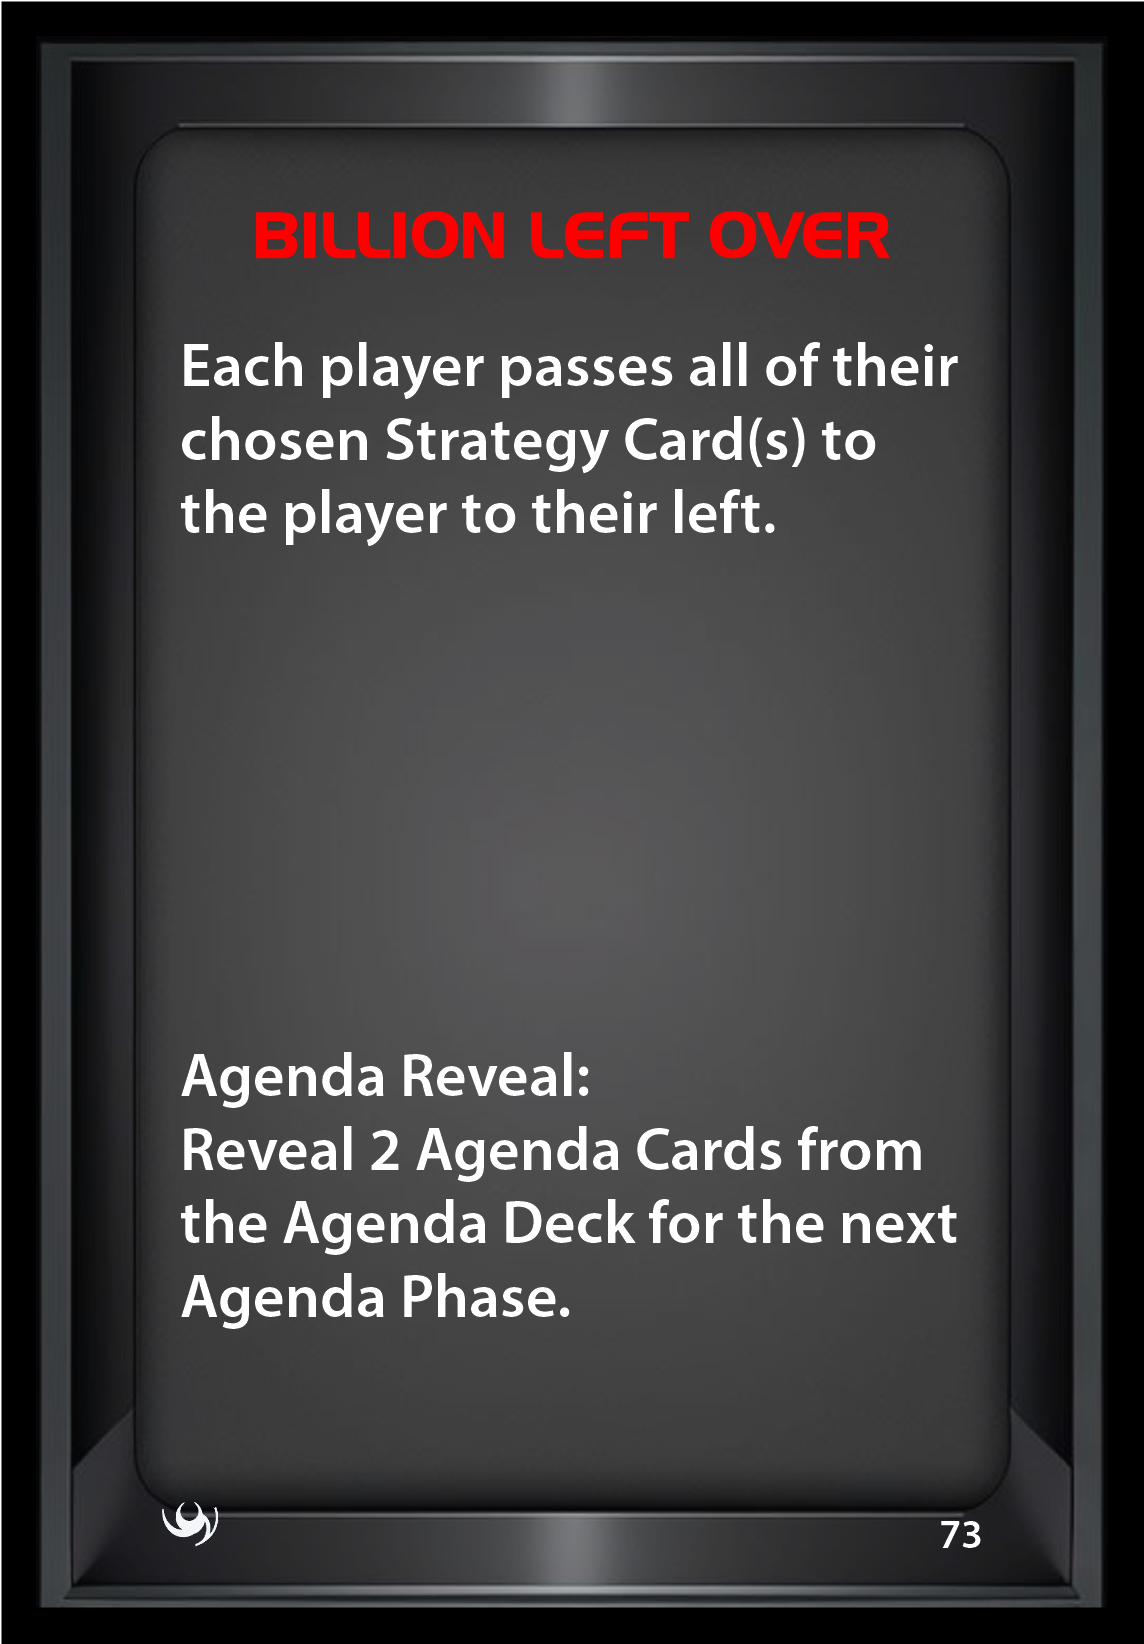 BILLION LEFT OVER
Each player passes all of their
chosen Strategy Card(s) to
the player to their left.
Agenda Reveal:
Reveal 2 Agenda Cards from
the Agenda Deck for the next
Agenda Phase.
73